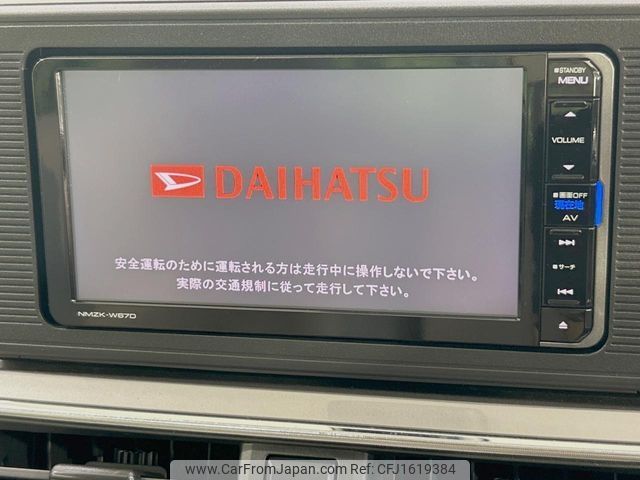 STANDBY
MENU
VOLUME
DAIHATSU
画面OFF
現在地
AV
安全運転のために運転される方は走行中に操作しないで下さい。
実際の交通規制に従って走行して下さい。
サーチ
NMZK-W67D
www.CarFromJapan.com Ref:CFJ1619384